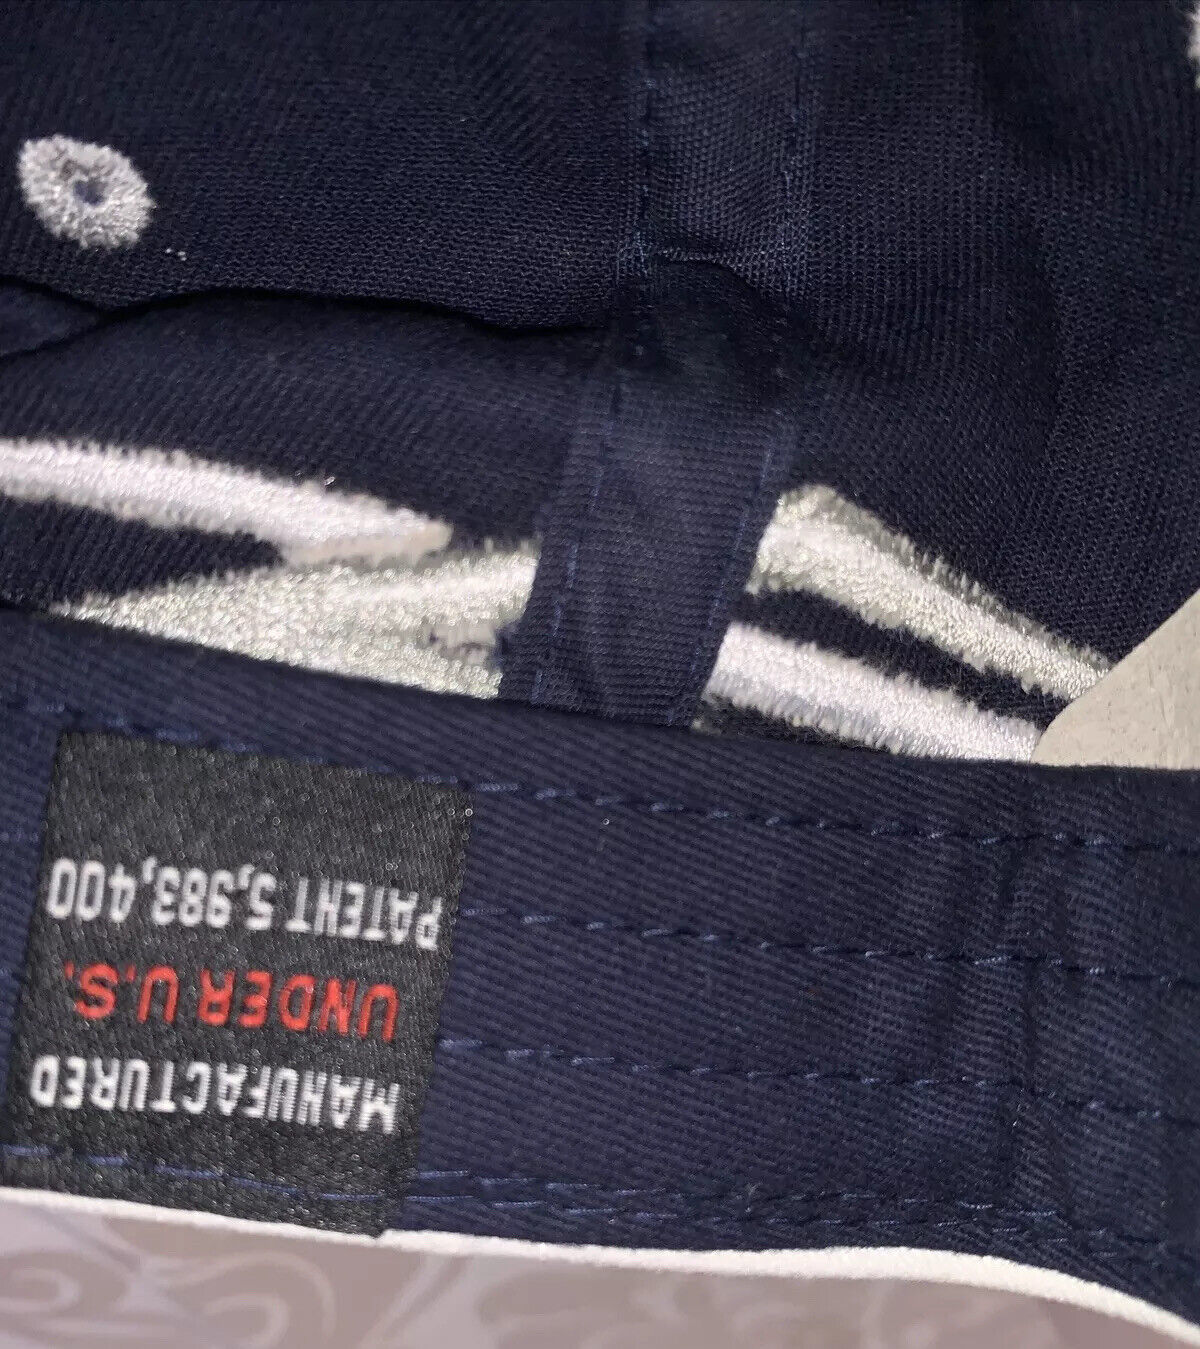 MANUFACTURED
UNDER U.S.
PATENT 5,983,400